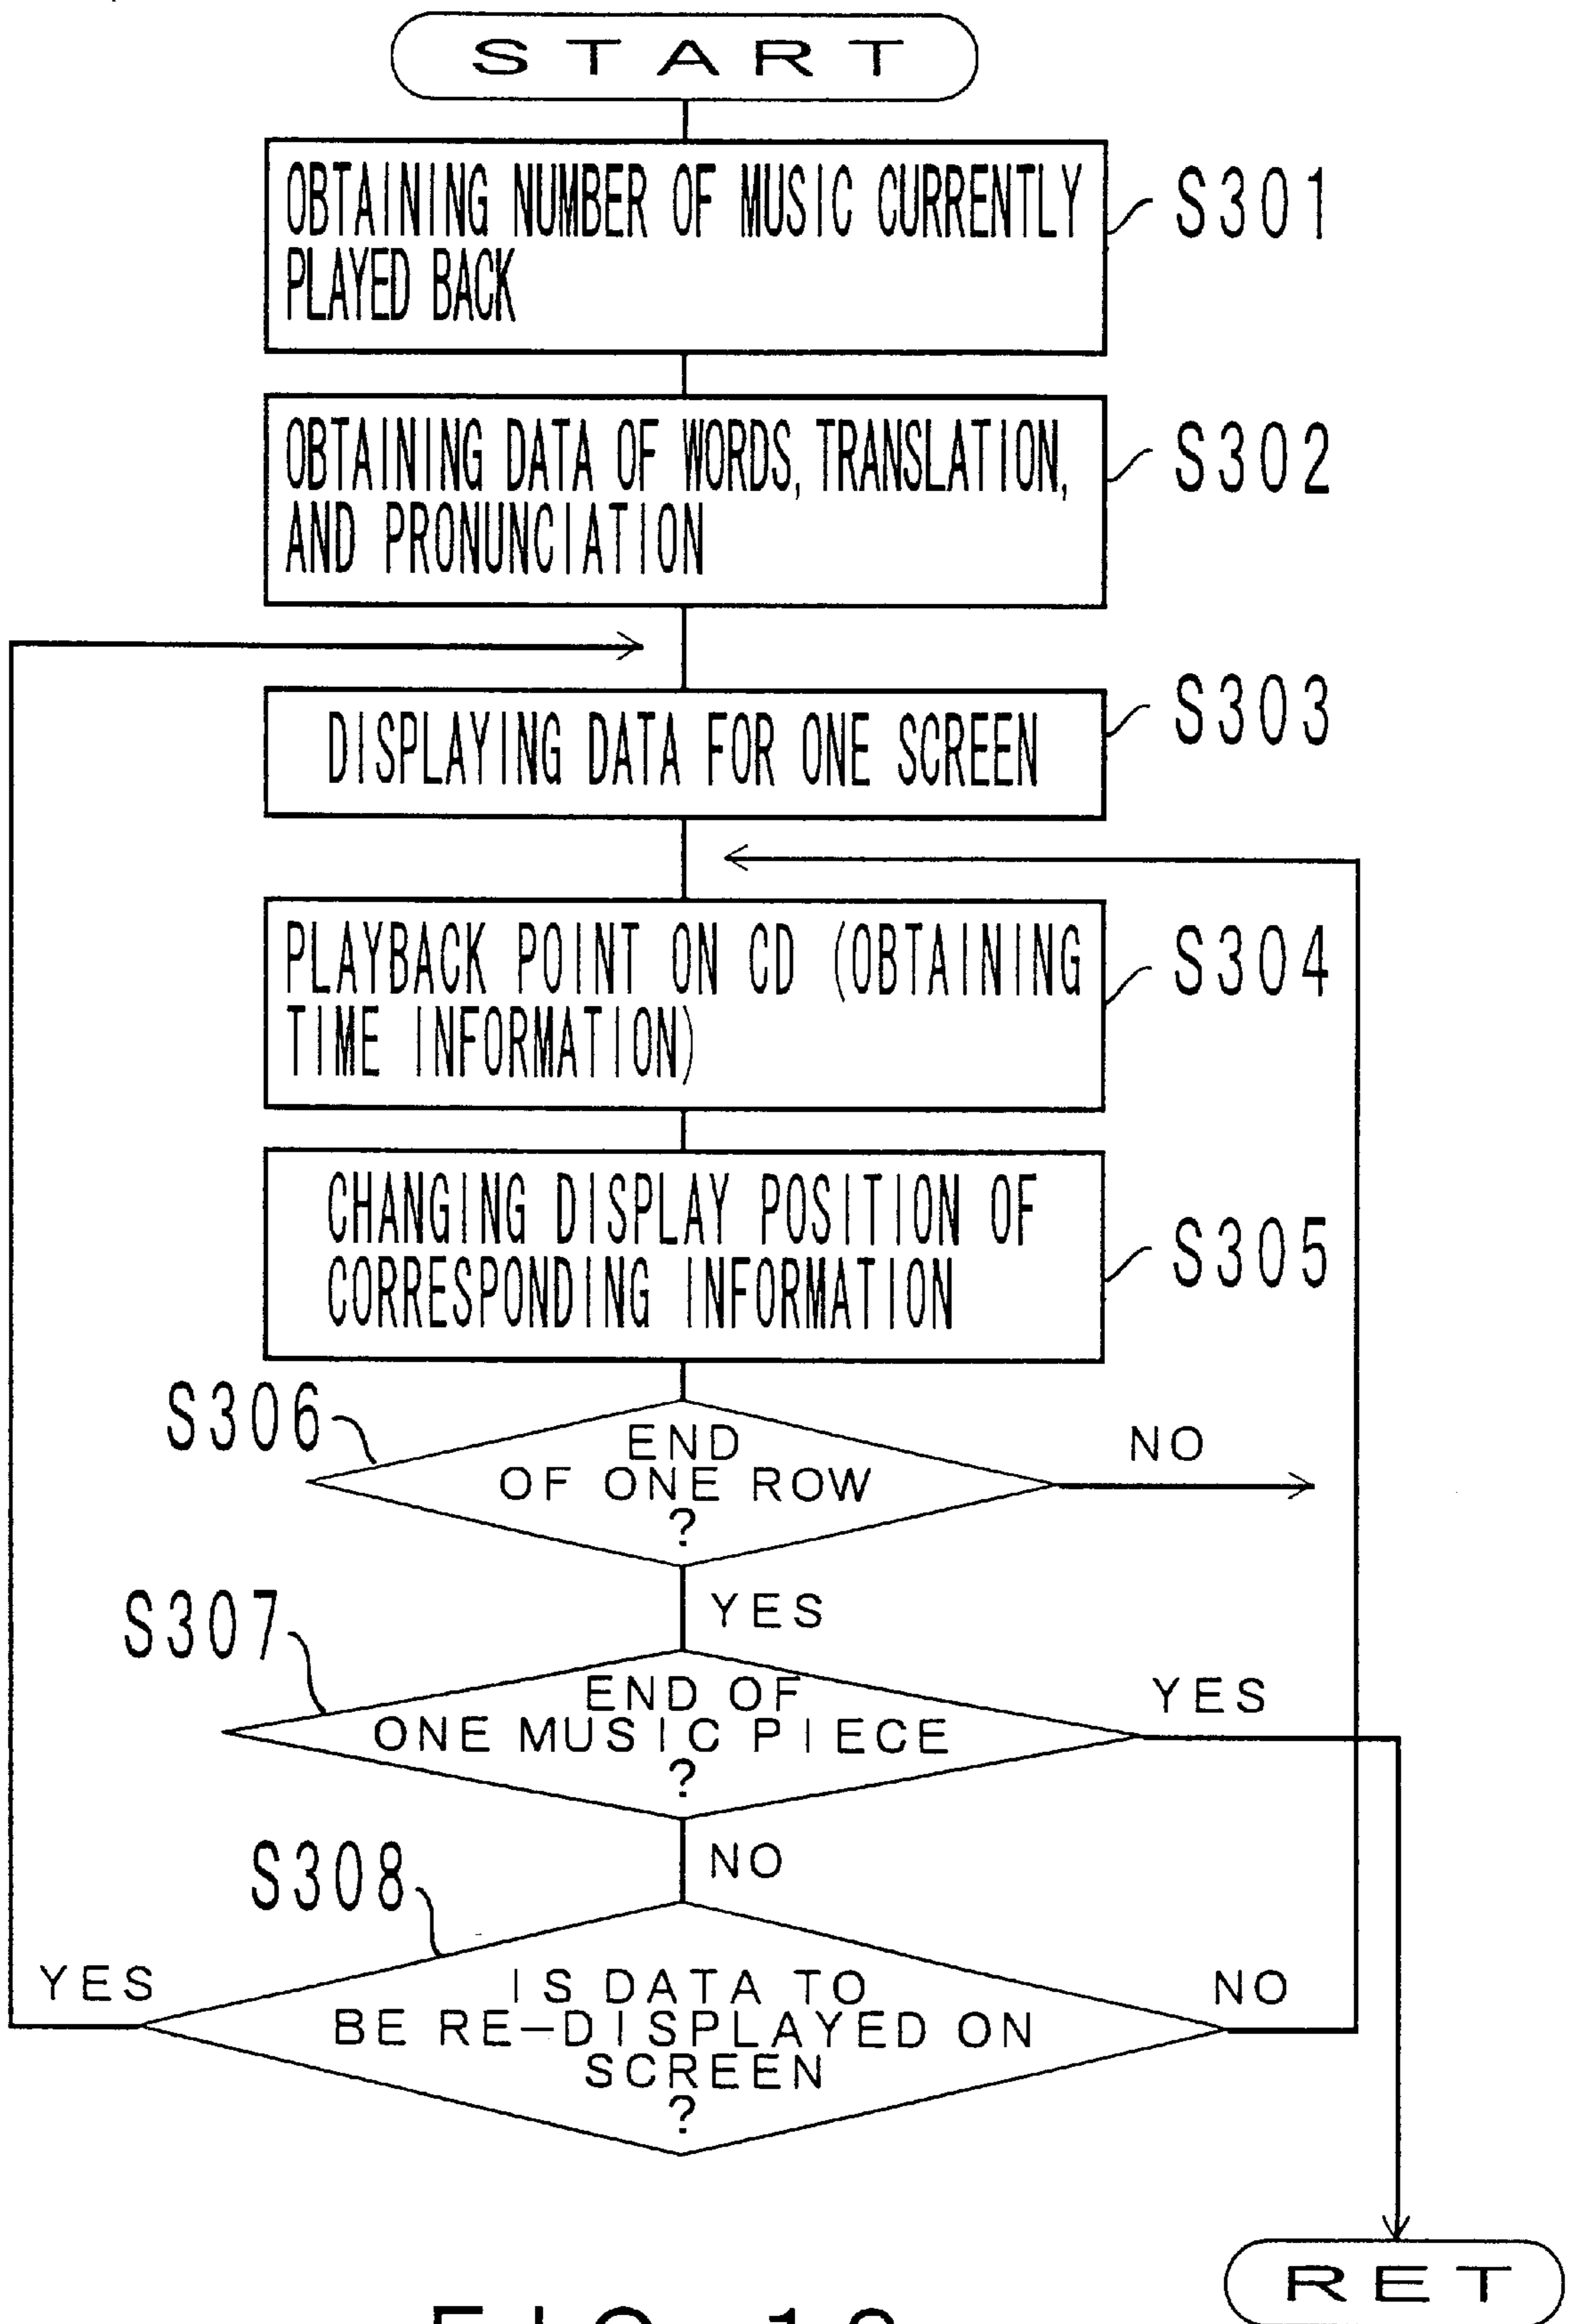 START
OBTAINING NUMBER OF MUSIC CURRENTLY
PLAYED BACK
S301
OBTAINING DATA OF WORDS, TRANSLATION,
AND PRONUNCIATION
S302
DISPLAYING DATA FOR ONE SCREEN
S303
PLAYBACK POINT ON CD (OBTAINING
TIME INFORMATION)
S304
CHANGING DISPLAY POSITION OF
CORRESPONDING INFORMATION
S305
S306
END
OF ONE ROW
?
NO
YES
S307
END OF
ONE MUSIC PIECE
?
YES
NO
S308
YES
IS DATA TO
BE RE-DISPLAYED ON
SCREEN
?
NO
RET